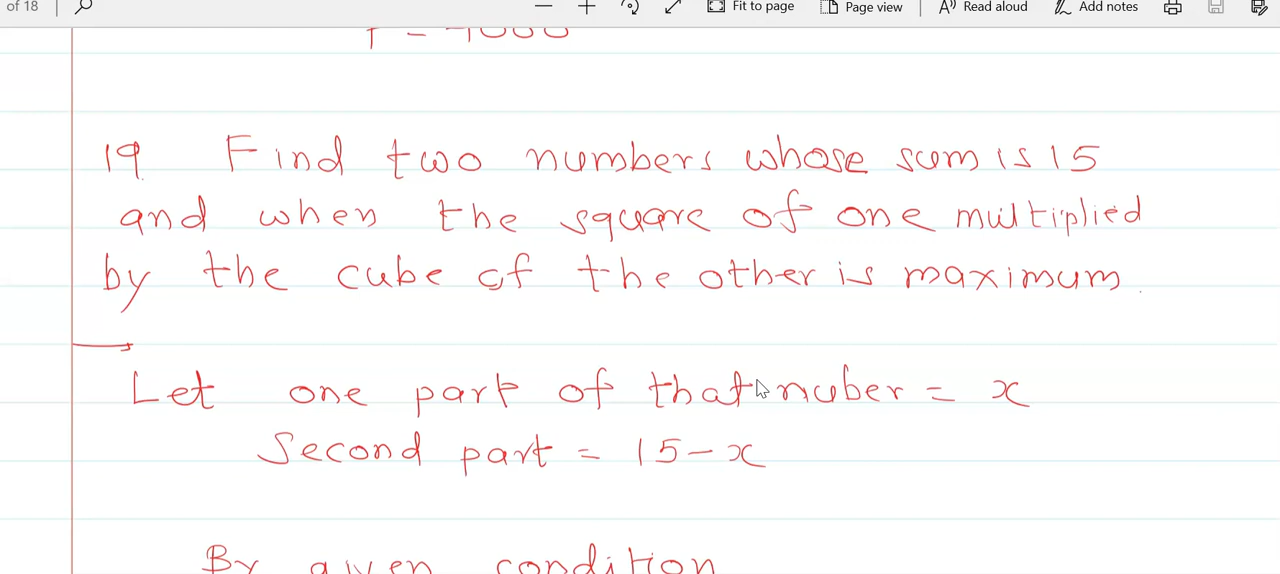 of 18 Fit to page Page view Read aloud Add notes
19. Find two numbers whose sum is 15
and when the square of one multiplied
by the cube of the other is maximum.
Let one part of that nuber = x
Second part = 15 - x
By given condition